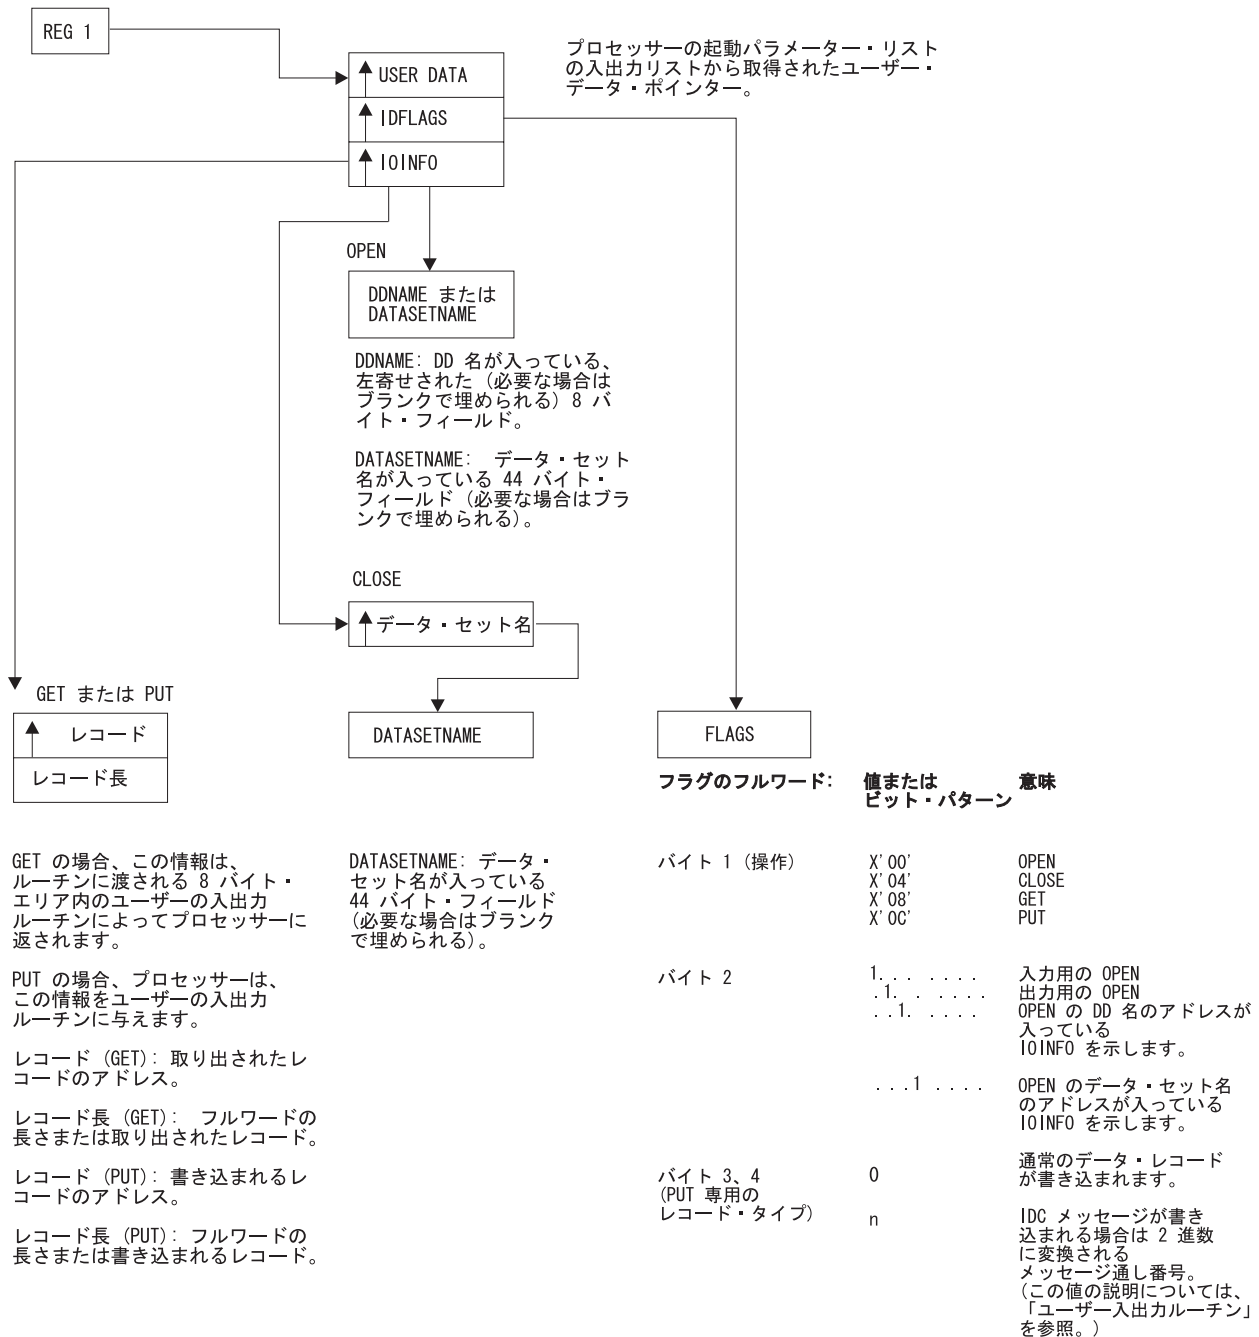 REG 1
USER DATA
IDFLAGS
IOINFO
プロセッサーの起動パラメーター・リスト
の入出力リストから取得されたユーザー・
データ・ポインター。
OPEN
DDNAME または
DATASETNAME
DDNAME: DD 名が入っている、
左寄せされた (必要な場合は
ブランクで埋められる) 8 バ
イト・フィールド。
DATASETNAME: データ・セット
名が入っている 44 バイト・
フィールド (必要な場合はブラ
ンクで埋められる)。
CLOSE
データ・セット名
DATASETNAME
GET または PUT
レコード
レコード長
FLAGS
GET の場合、この情報は、
ルーチンに渡される 8 バイト・
エリア内のユーザーの入出力
ルーチンによってプロセッサーに
返されます。
PUT の場合、プロセッサーは、
この情報をユーザーの入出力
ルーチンに与えます。
レコード (GET): 取り出されたレ
コードのアドレス。
レコード長 (GET): フルワードの
長さまたは取り出されたレコード。
レコード (PUT): 書き込まれるレ
コードのアドレス。
レコード長 (PUT): フルワードの
長さまたは書き込まれるレコード。
DATASETNAME: データ・
セット名が入っている
44 バイト・フィールド
(必要な場合はブランク
で埋められる)。
フラグのフルワード: 値または 意味
ビット・パターン
バイト 1 (操作) X'00' OPEN
X'04' CLOSE
X'08' GET
X'0C' PUT
バイト 2 1... .... 入力用の OPEN
.1.. .... 出力用の OPEN
..1. .... OPEN の DD 名のアドレスが
入っている
IOINFO を示します。
...1 .... OPEN のデータ・セット名
のアドレスが入っている
IOINFO を示します。
バイト 3、4 0 通常のデータ・レコード
(PUT 専用の が書き込まれます。
レコード・タイプ) n IDC メッセージが書き
込まれる場合は 2 進数
に変換される
メッセージ通し番号。
(この値の説明については、
「ユーザー入出力ルーチン」
を参照。)